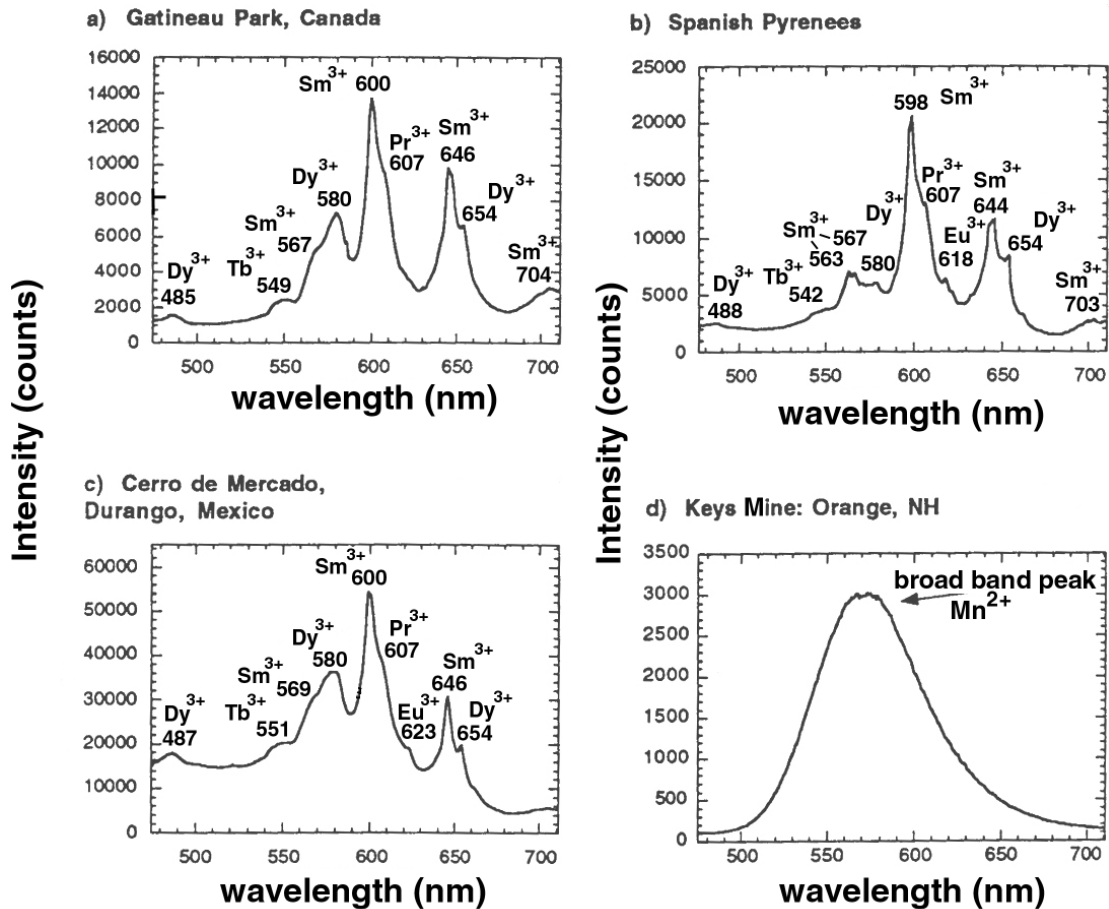 a) Gatineau Park, Canada
16000
14000
12000
10000
8000
6000
4000
2000
0
Sm3+
600
Pr3+
607
Sm3+
646
Dy3+
580
Dy3+
654
Sm3+
567
Tb3+
549
Dy3+
485
Sm3+
704
500
550
600
650
700
wavelength (nm)
Intensity (counts)
b) Spanish Pyrenees
25000
20000
15000
10000
5000
0
598
Sm3+
Pr3+
607
Sm3+
644
Dy3+
580
Eu3+
618
Dy3+
654
Sm3+
567
563
Tb3+
542
Dy3+
488
Sm3+
703
500
550
600
650
700
wavelength (nm)
Intensity (counts)
c) Cerro de Mercado,
Durango, Mexico
60000
50000
40000
30000
20000
10000
0
Sm3+
600
Pr3+
607
Dy3+
580
Sm3+
569
Sm3+
646
Tb3+
551
Eu3+
623
Dy3+
654
Dy3+
487
500
550
600
650
700
wavelength (nm)
d) Keys Mine: Orange, NH
3500
3000
2500
2000
1500
1000
500
0
broad band peak
Mn2+
500
550
600
650
700
wavelength (nm)